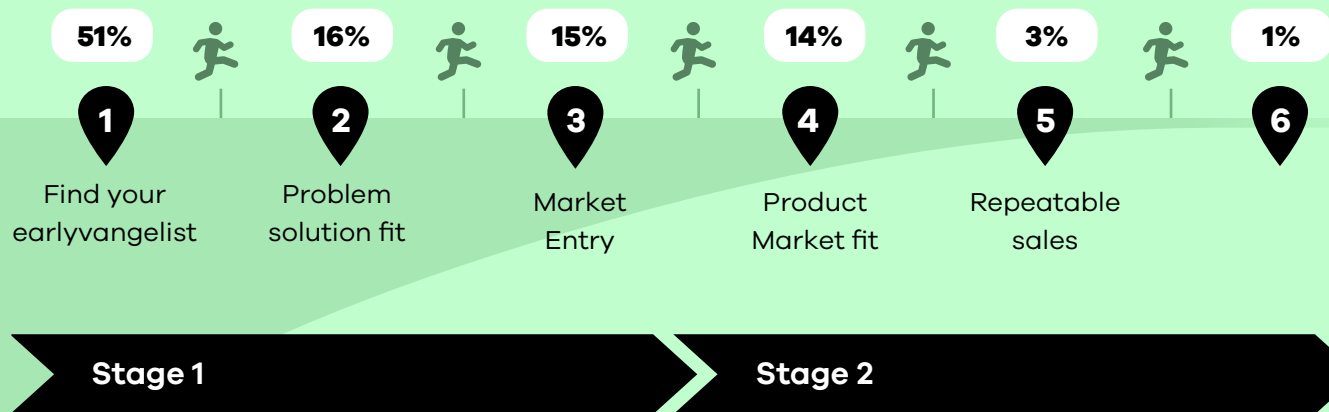 51%
16%
15%
14%
3%
1%
1
2
3
4
5
6
Find your
earlyvangelist
Problem
solution fit
Market
Entry
Product
Market fit
Repeatable
sales
Stage 1
Stage 2